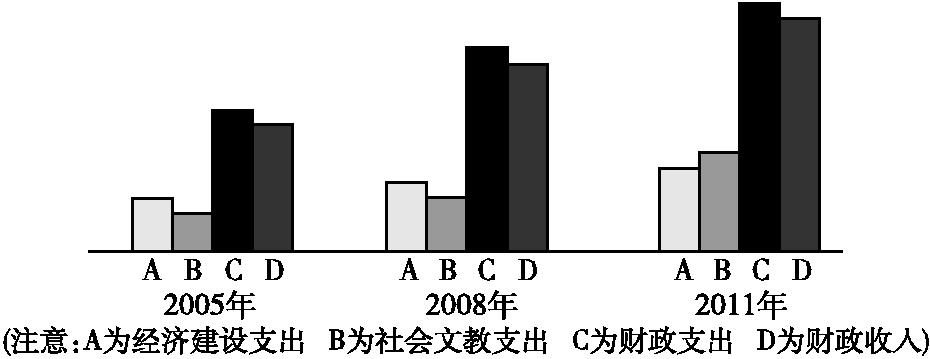 A B C D A B C D A B C D
2005年 2008年 2011年
(注意:A为经济建设支出 B为社会文教支出 C为财政支出 D为财政收入)